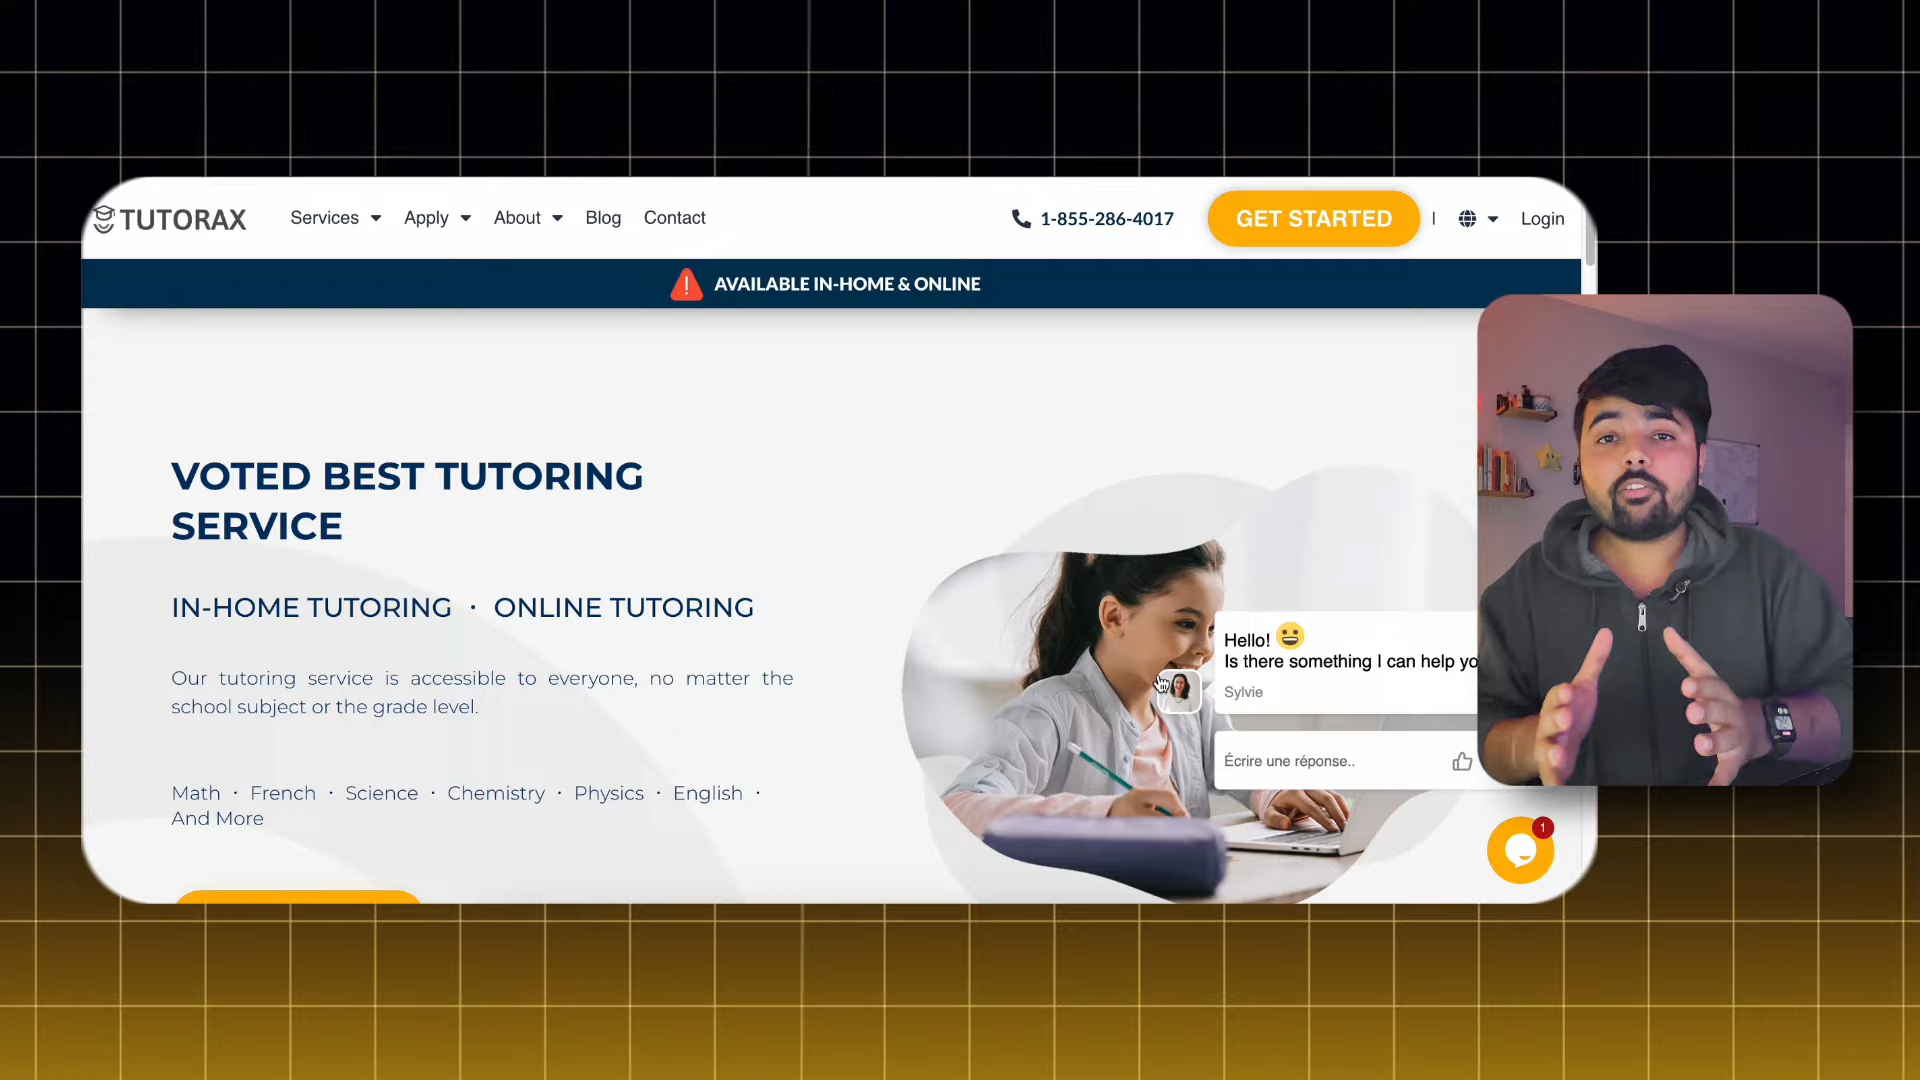 TUTORAX
Services
Apply
About
Blog
Contact
1-855-286-4017
GET STARTED
Login
AVAILABLE IN-HOME & ONLINE
VOTED BEST TUTORING
SERVICE
IN-HOME TUTORING · ONLINE TUTORING
Our tutoring service is accessible to everyone, no matter the
school subject or the grade level.
Math · French · Science · Chemistry · Physics · English ·
And More
Hello! 😀
Is there something I can help yo
Sylvie
Écrire une réponse..
1